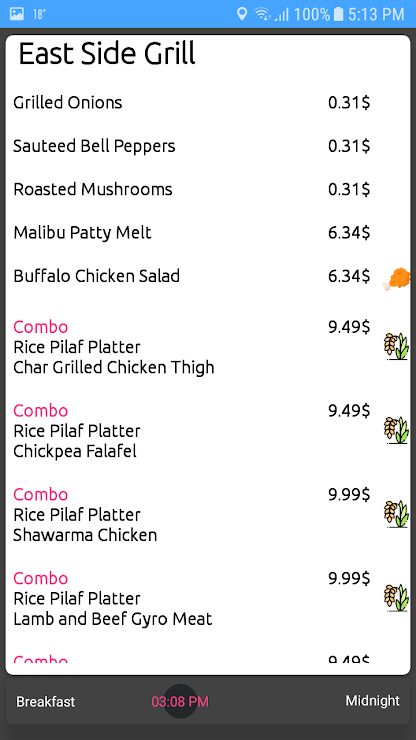 18° 100% 5:13 PM
East Side Grill
Grilled Onions 0.31$
Sauteed Bell Peppers 0.31$
Roasted Mushrooms 0.31$
Malibu Patty Melt 6.34$
Buffalo Chicken Salad 6.34$
Combo 9.49$
Rice Pilaf Platter
Char Grilled Chicken Thigh
Combo 9.49$
Rice Pilaf Platter
Chickpea Falafel
Combo 9.99$
Rice Pilaf Platter
Shawarma Chicken
Combo 9.99$
Rice Pilaf Platter
Lamb and Beef Gyro Meat
Combo 9.49$
Breakfast 03:08 PM Midnight